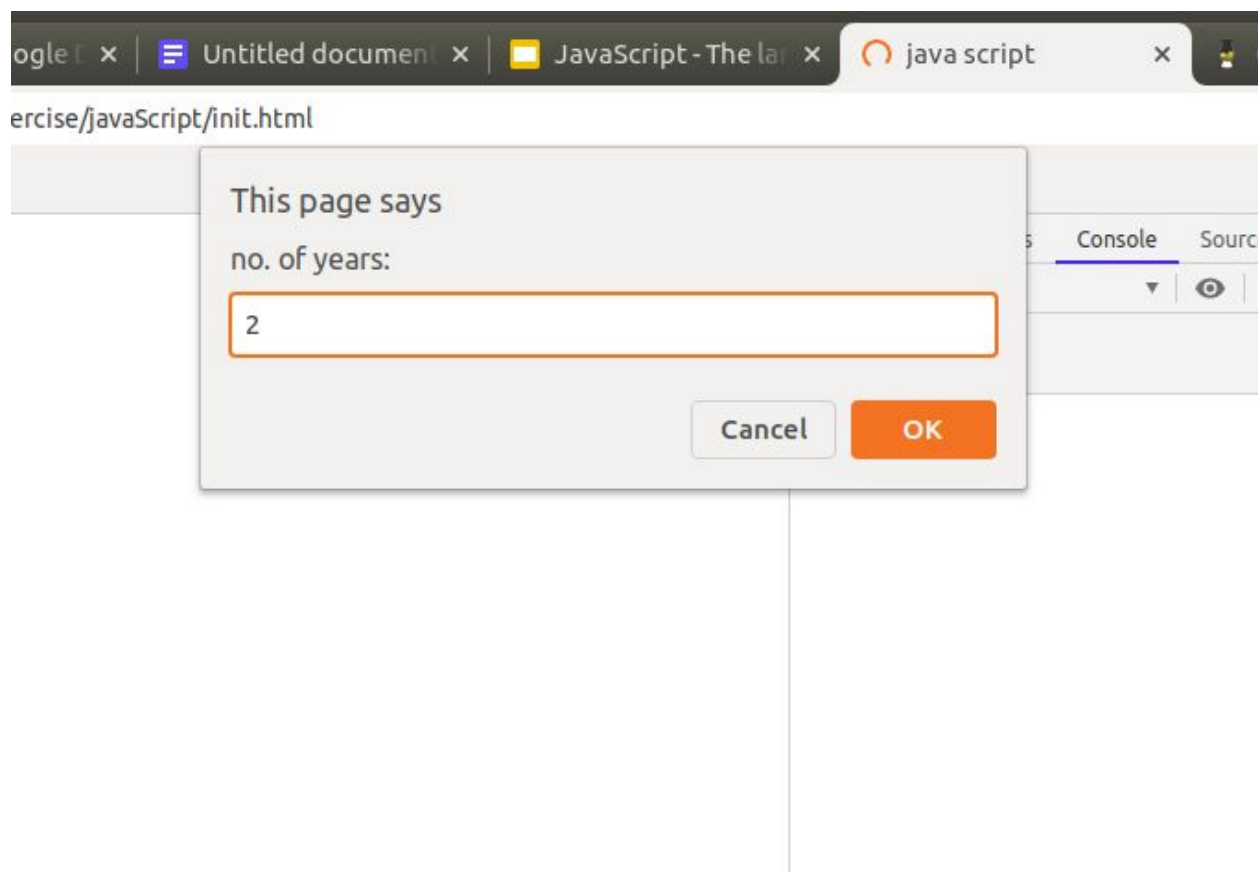 ogle Untitled document JavaScript - The lan java script
ercise/javaScript/init.html
This page says
no. of years:
2
Cancel OK
Console Sourc